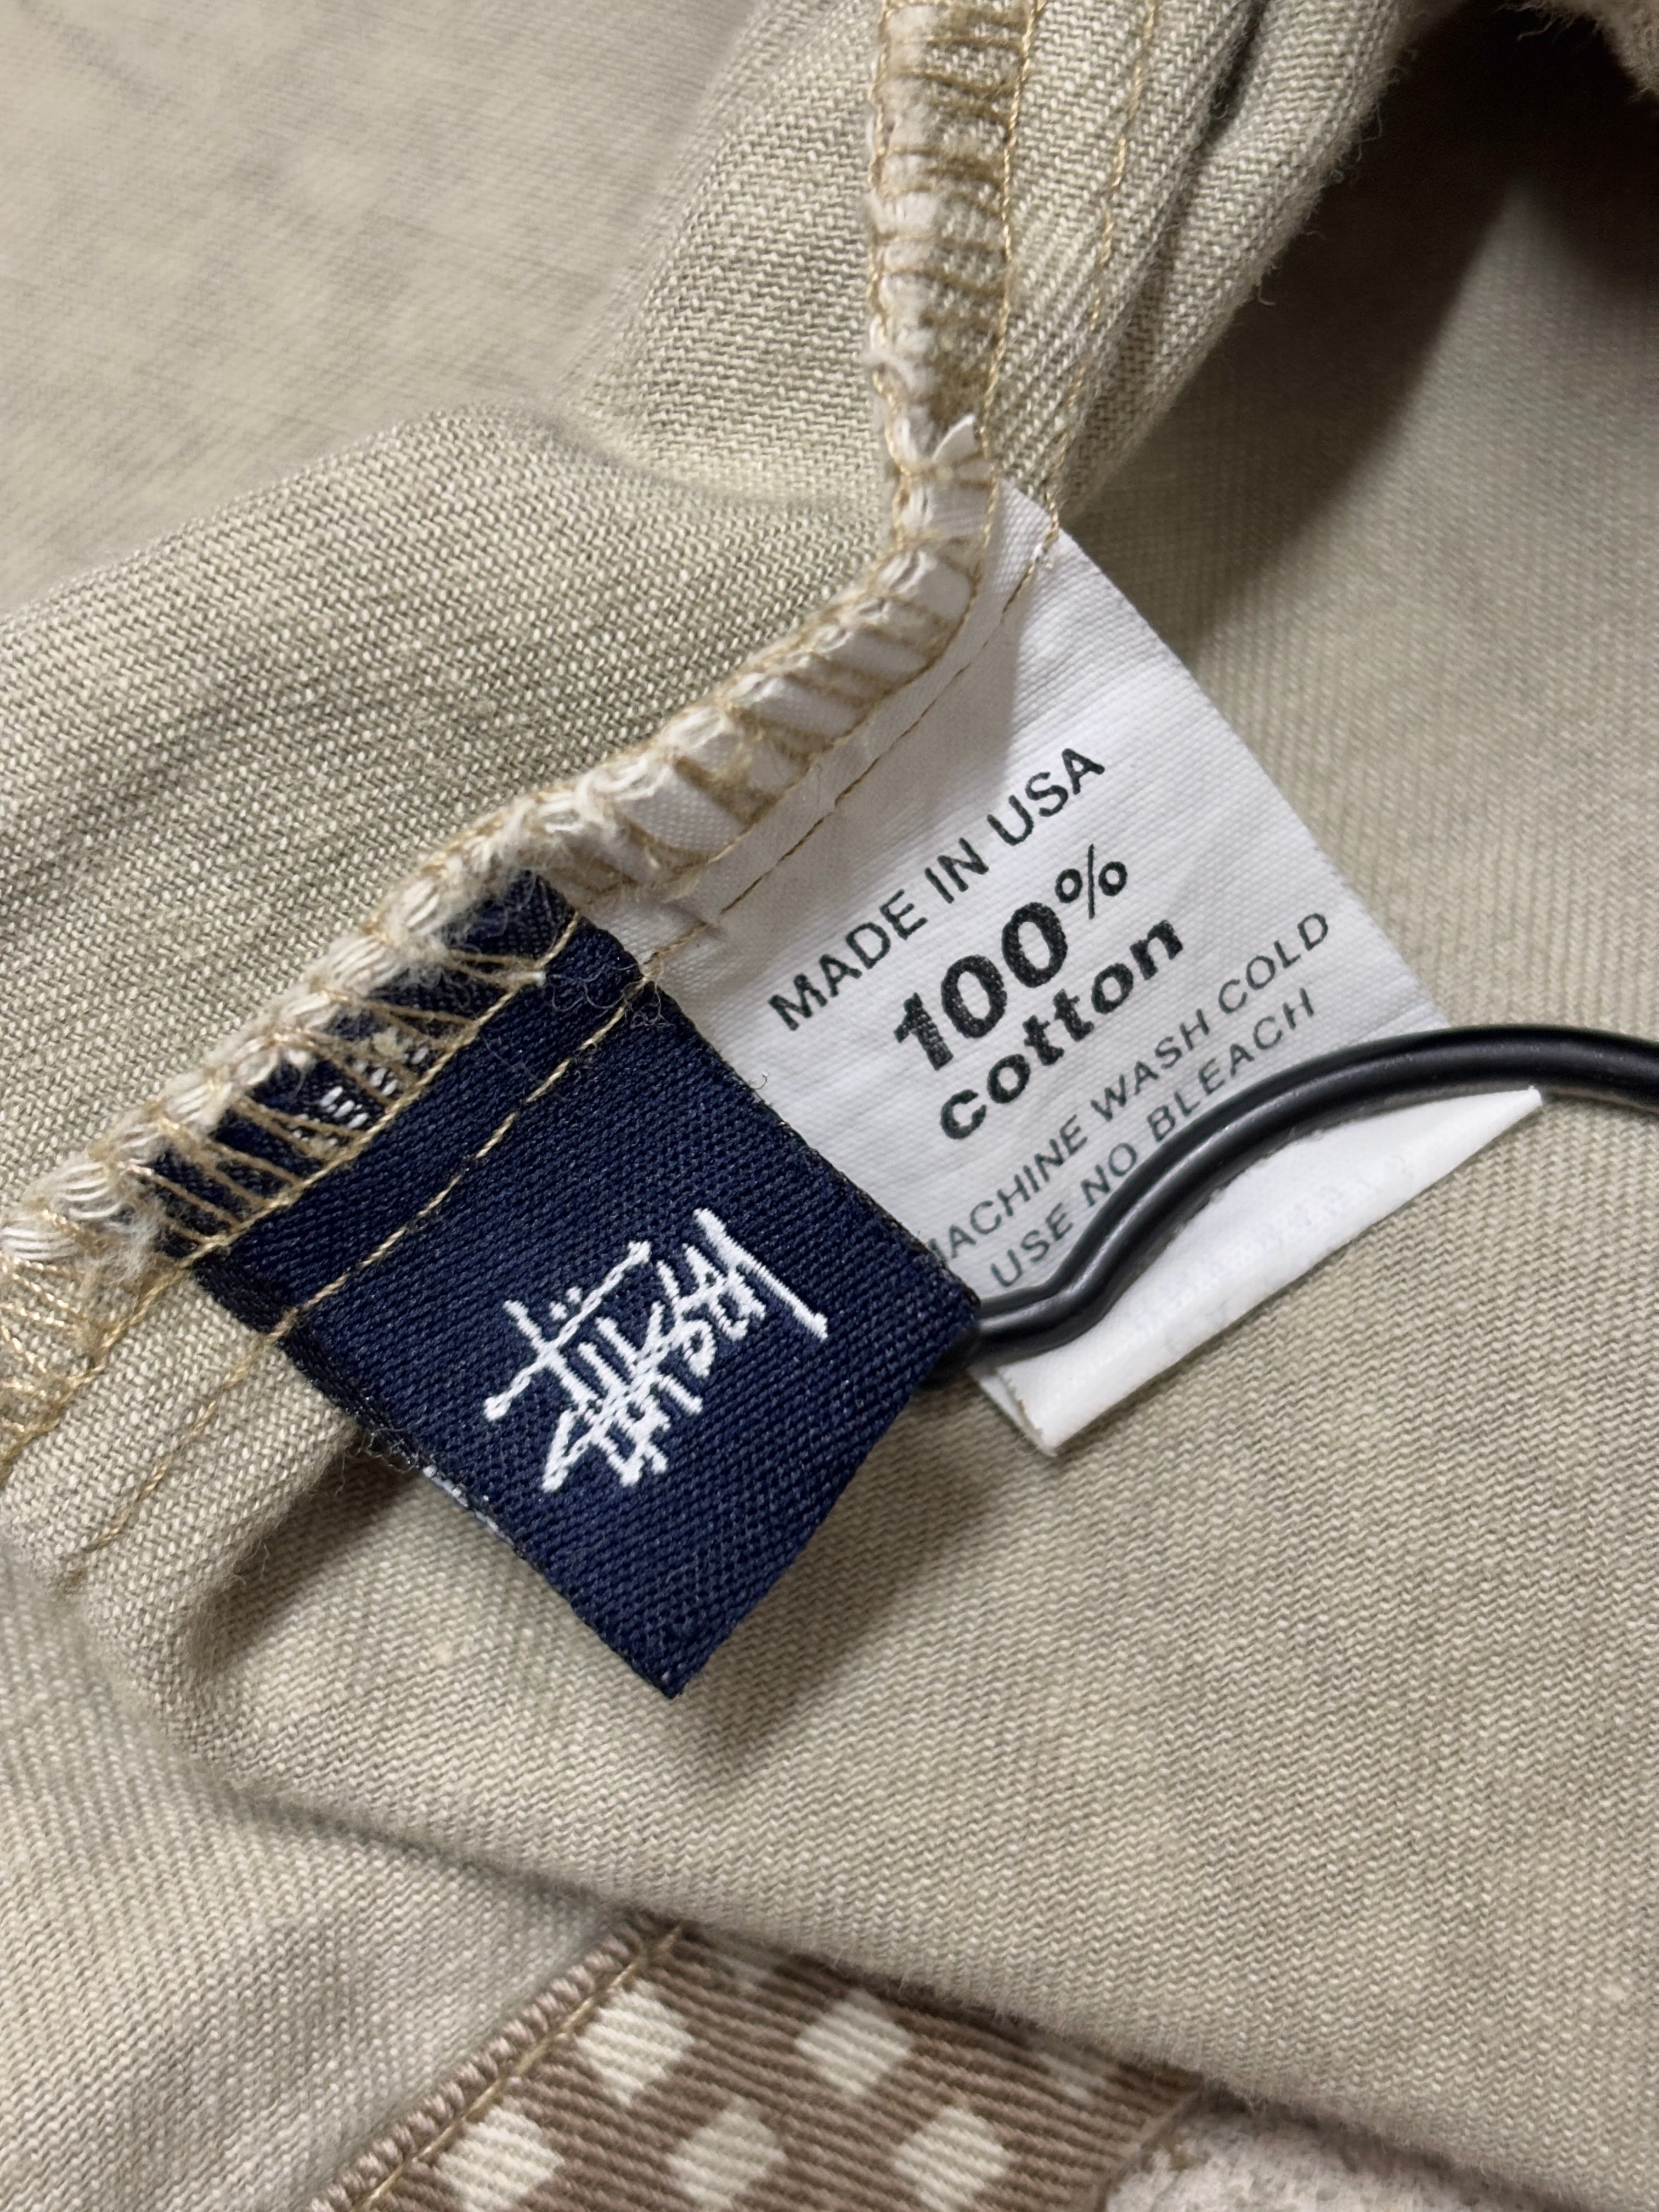 MADE IN USA
100%
cotton
MACHINE WASH COLD
USE NO BLEACH
Stüssy